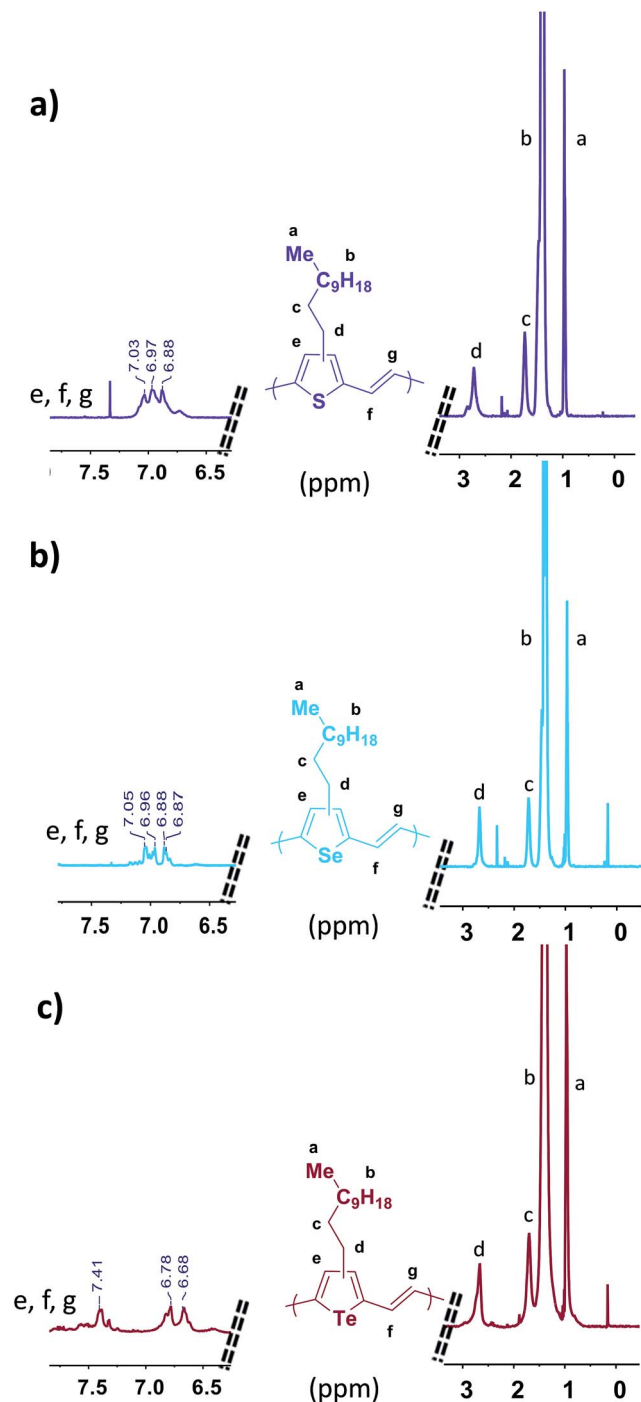 a)
b
a
a
Me
b
C9H18
c
d
e
g
S
f
7.03
6.97
6.88
e, f, g
c
d
7.5 7.0 6.5
(ppm)
3 2 1 0
b)
b
a
a
Me
b
C9H18
c
d
e
g
Se
f
7.05
6.96
6.88
6.87
e, f, g
c
d
7.5 7.0 6.5
(ppm)
3 2 1 0
c)
b
a
a
Me
b
C9H18
c
d
e
g
Te
f
7.41
6.78
6.68
e, f, g
c
d
7.5 7.0 6.5
(ppm)
3 2 1 0